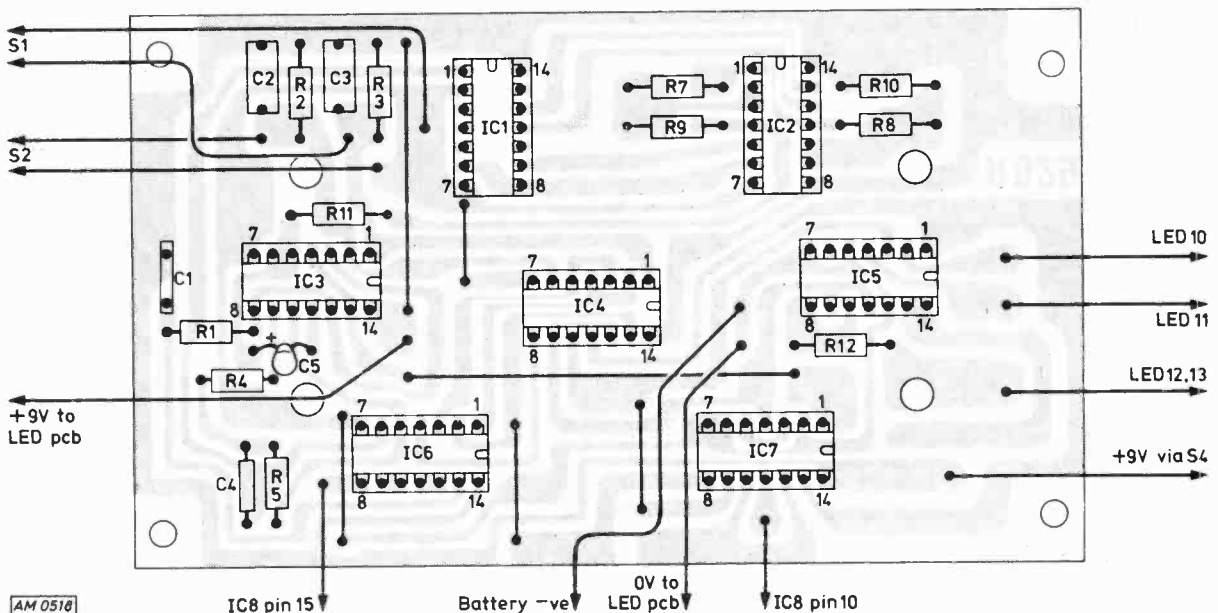 S1
S2
C2
R2
C3
R3
1
14
IC1
7
8
R7
R9
1
14
IC2
7
8
R10
R8
R11
C1
7
1
IC3
8
14
R1
+
C5
R4
+9V to
LED pcb
7
1
IC4
8
14
7
1
IC5
8
14
R12
LED 10
LED 11
LED 12,13
+9V via S4
C4
R5
7
1
IC6
8
14
7
1
IC7
8
14
AM 0516
IC8 pin 15
Battery -ve
0V to
LED pcb
IC8 pin 10